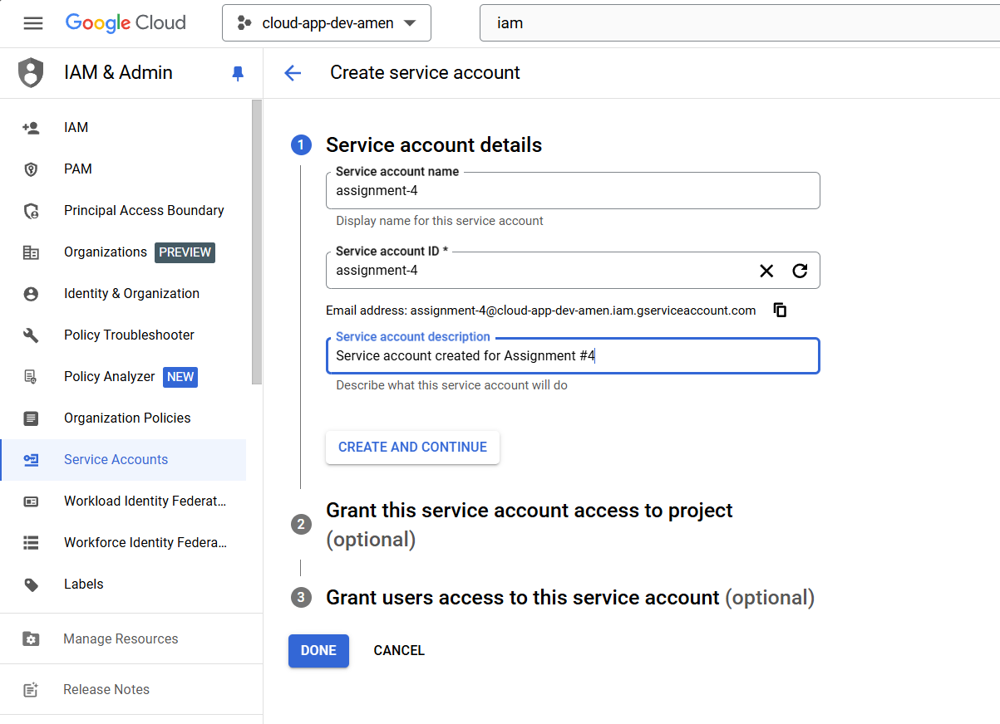 Google Cloud
cloud-app-dev-amen
iam
IAM & Admin
Create service account
IAM
PAM
Principal Access Boundary
Organizations PREVIEW
Identity & Organization
Policy Troubleshooter
Policy Analyzer NEW
Organization Policies
Service Accounts
Workload Identity Federat...
Workforce Identity Federa...
Labels
Manage Resources
Release Notes
1 Service account details
Service account name
assignment-4
Display name for this service account
Service account ID *
assignment-4
Email address: assignment-4@cloud-app-dev-amen.iam.gserviceaccount.com
Service account description
Service account created for Assignment #4
Describe what this service account will do
CREATE AND CONTINUE
2 Grant this service account access to project
(optional)
3 Grant users access to this service account (optional)
DONE CANCEL